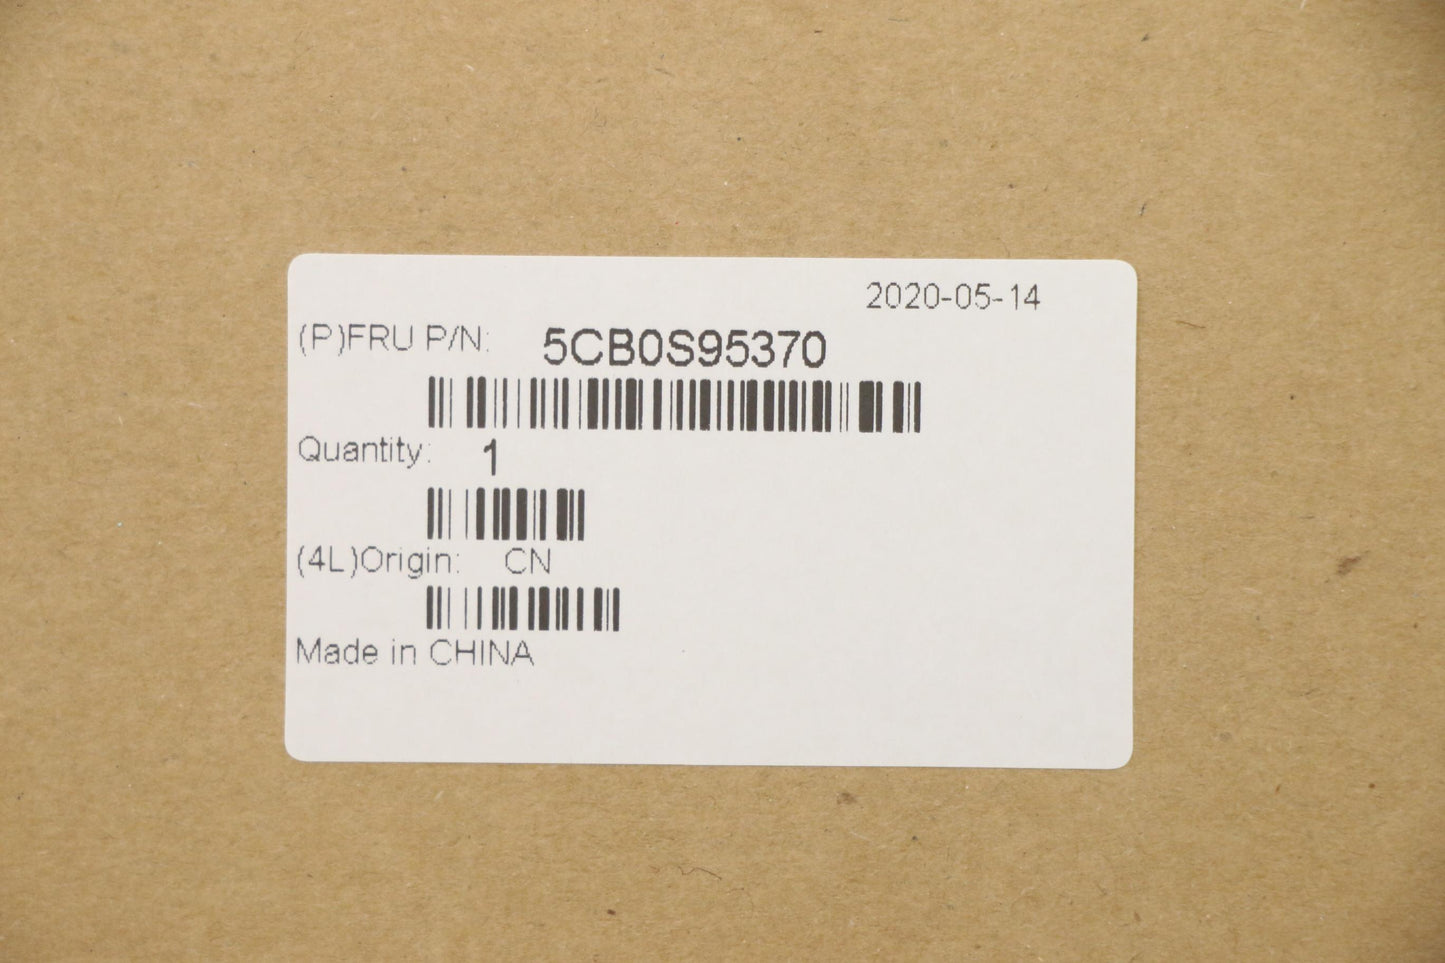 2020-05-14
(P)FRU P/N: 5CB0S95370
Quantity: 1
(4L)Origin: CN
Made in CHINA